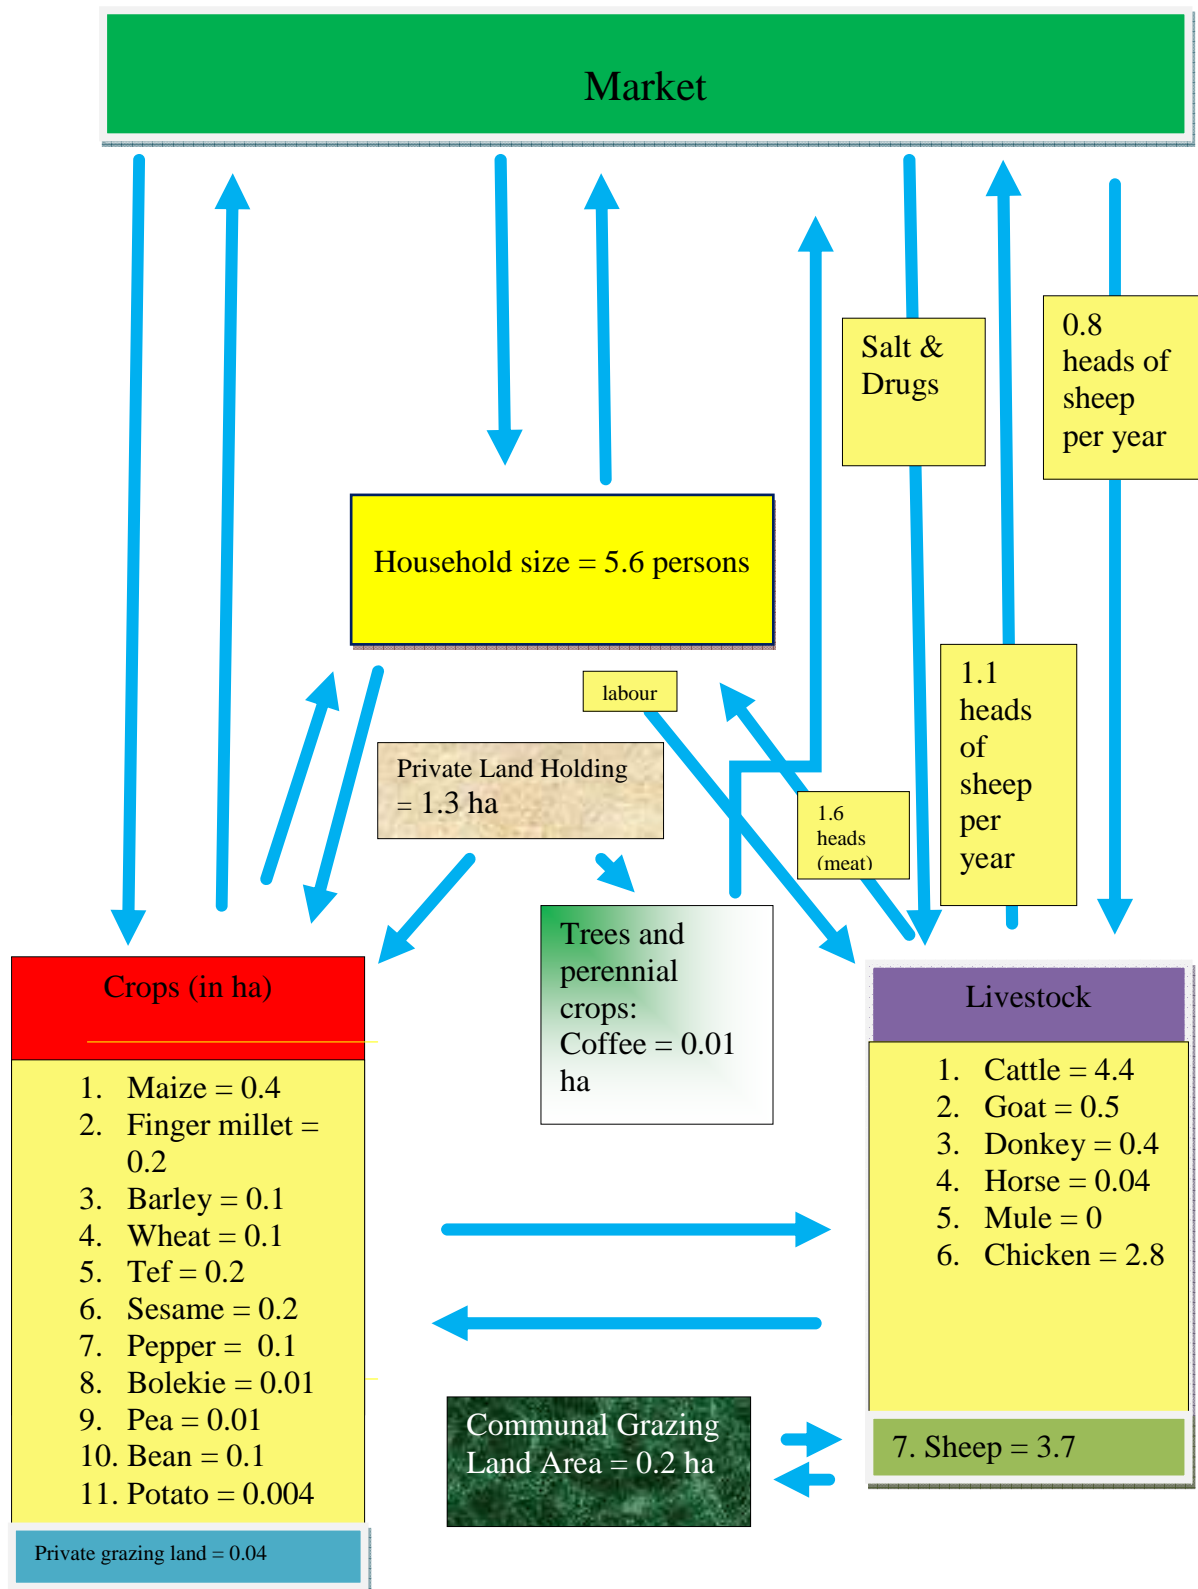 Market
Salt &
Drugs
0.8
heads of
sheep
per year
Household size = 5.6 persons
labour
1.1
heads
of
sheep
per
year
Private Land Holding
= 1.3 ha
1.6
heads
(meat)
Trees and
perennial
crops:
Coffee = 0.01
ha
Crops (in ha)
1. Maize = 0.4
2. Finger millet =
0.2
3. Barley = 0.1
4. Wheat = 0.1
5. Tef = 0.2
6. Sesame = 0.2
7. Pepper =  0.1
8. Bolekie = 0.01
9. Pea = 0.01
10. Bean = 0.1
11. Potato = 0.004
Private grazing land = 0.04
Livestock
1. Cattle = 4.4
2. Goat = 0.5
3. Donkey = 0.4
4. Horse = 0.04
5. Mule = 0
6. Chicken = 2.8
7. Sheep = 3.7
Communal Grazing
Land Area = 0.2 ha